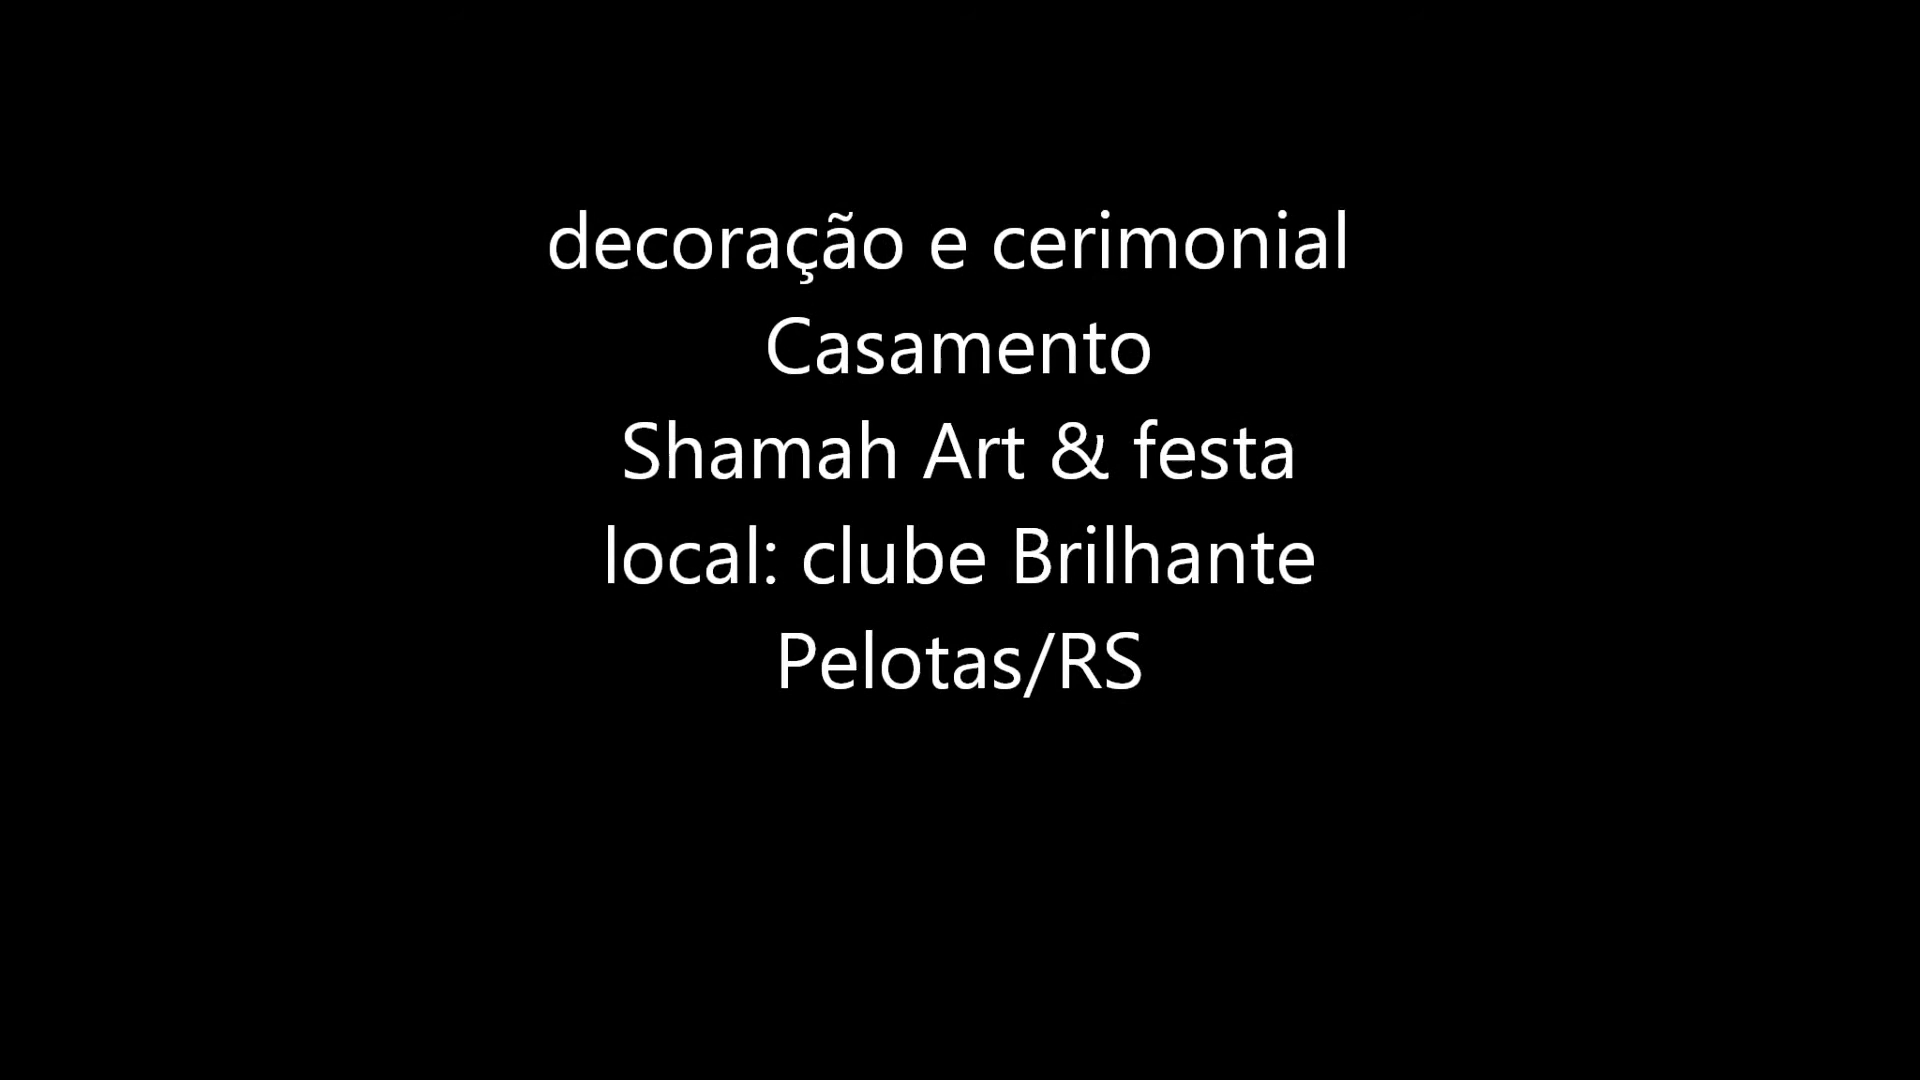 decoração e cerimonial
Casamento
Shamah Art & festa
local: clube Brilhante
Pelotas/RS